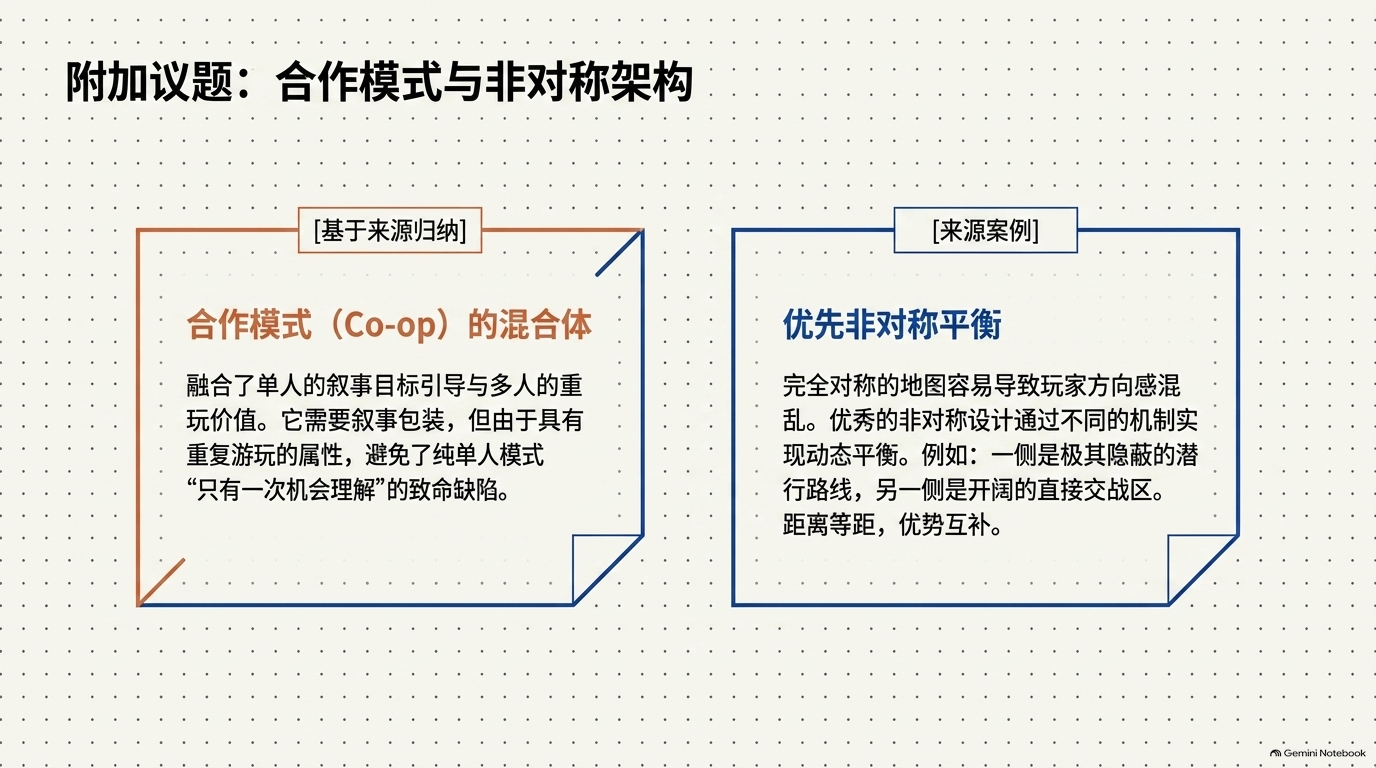 附加议题：合作模式与非对称架构
[基于来源归纳]
合作模式（Co-op）的混合体
融合了单人的叙事目标引导与多人的重
玩价值。它需要叙事包装，但由于具有
重复游玩的属性，避免了纯单人模式
“只有一次机会理解”的致命缺陷。
[来源案例]
优先非对称平衡
完全对称的地图容易导致玩家方向感混
乱。优秀的非对称设计通过不同的机制实
现动态平衡。例如：一侧是极其隐蔽的潜
行路线，另一侧是开阔的直接交战区。
距离等距，优势互补。
Gemini Notebook